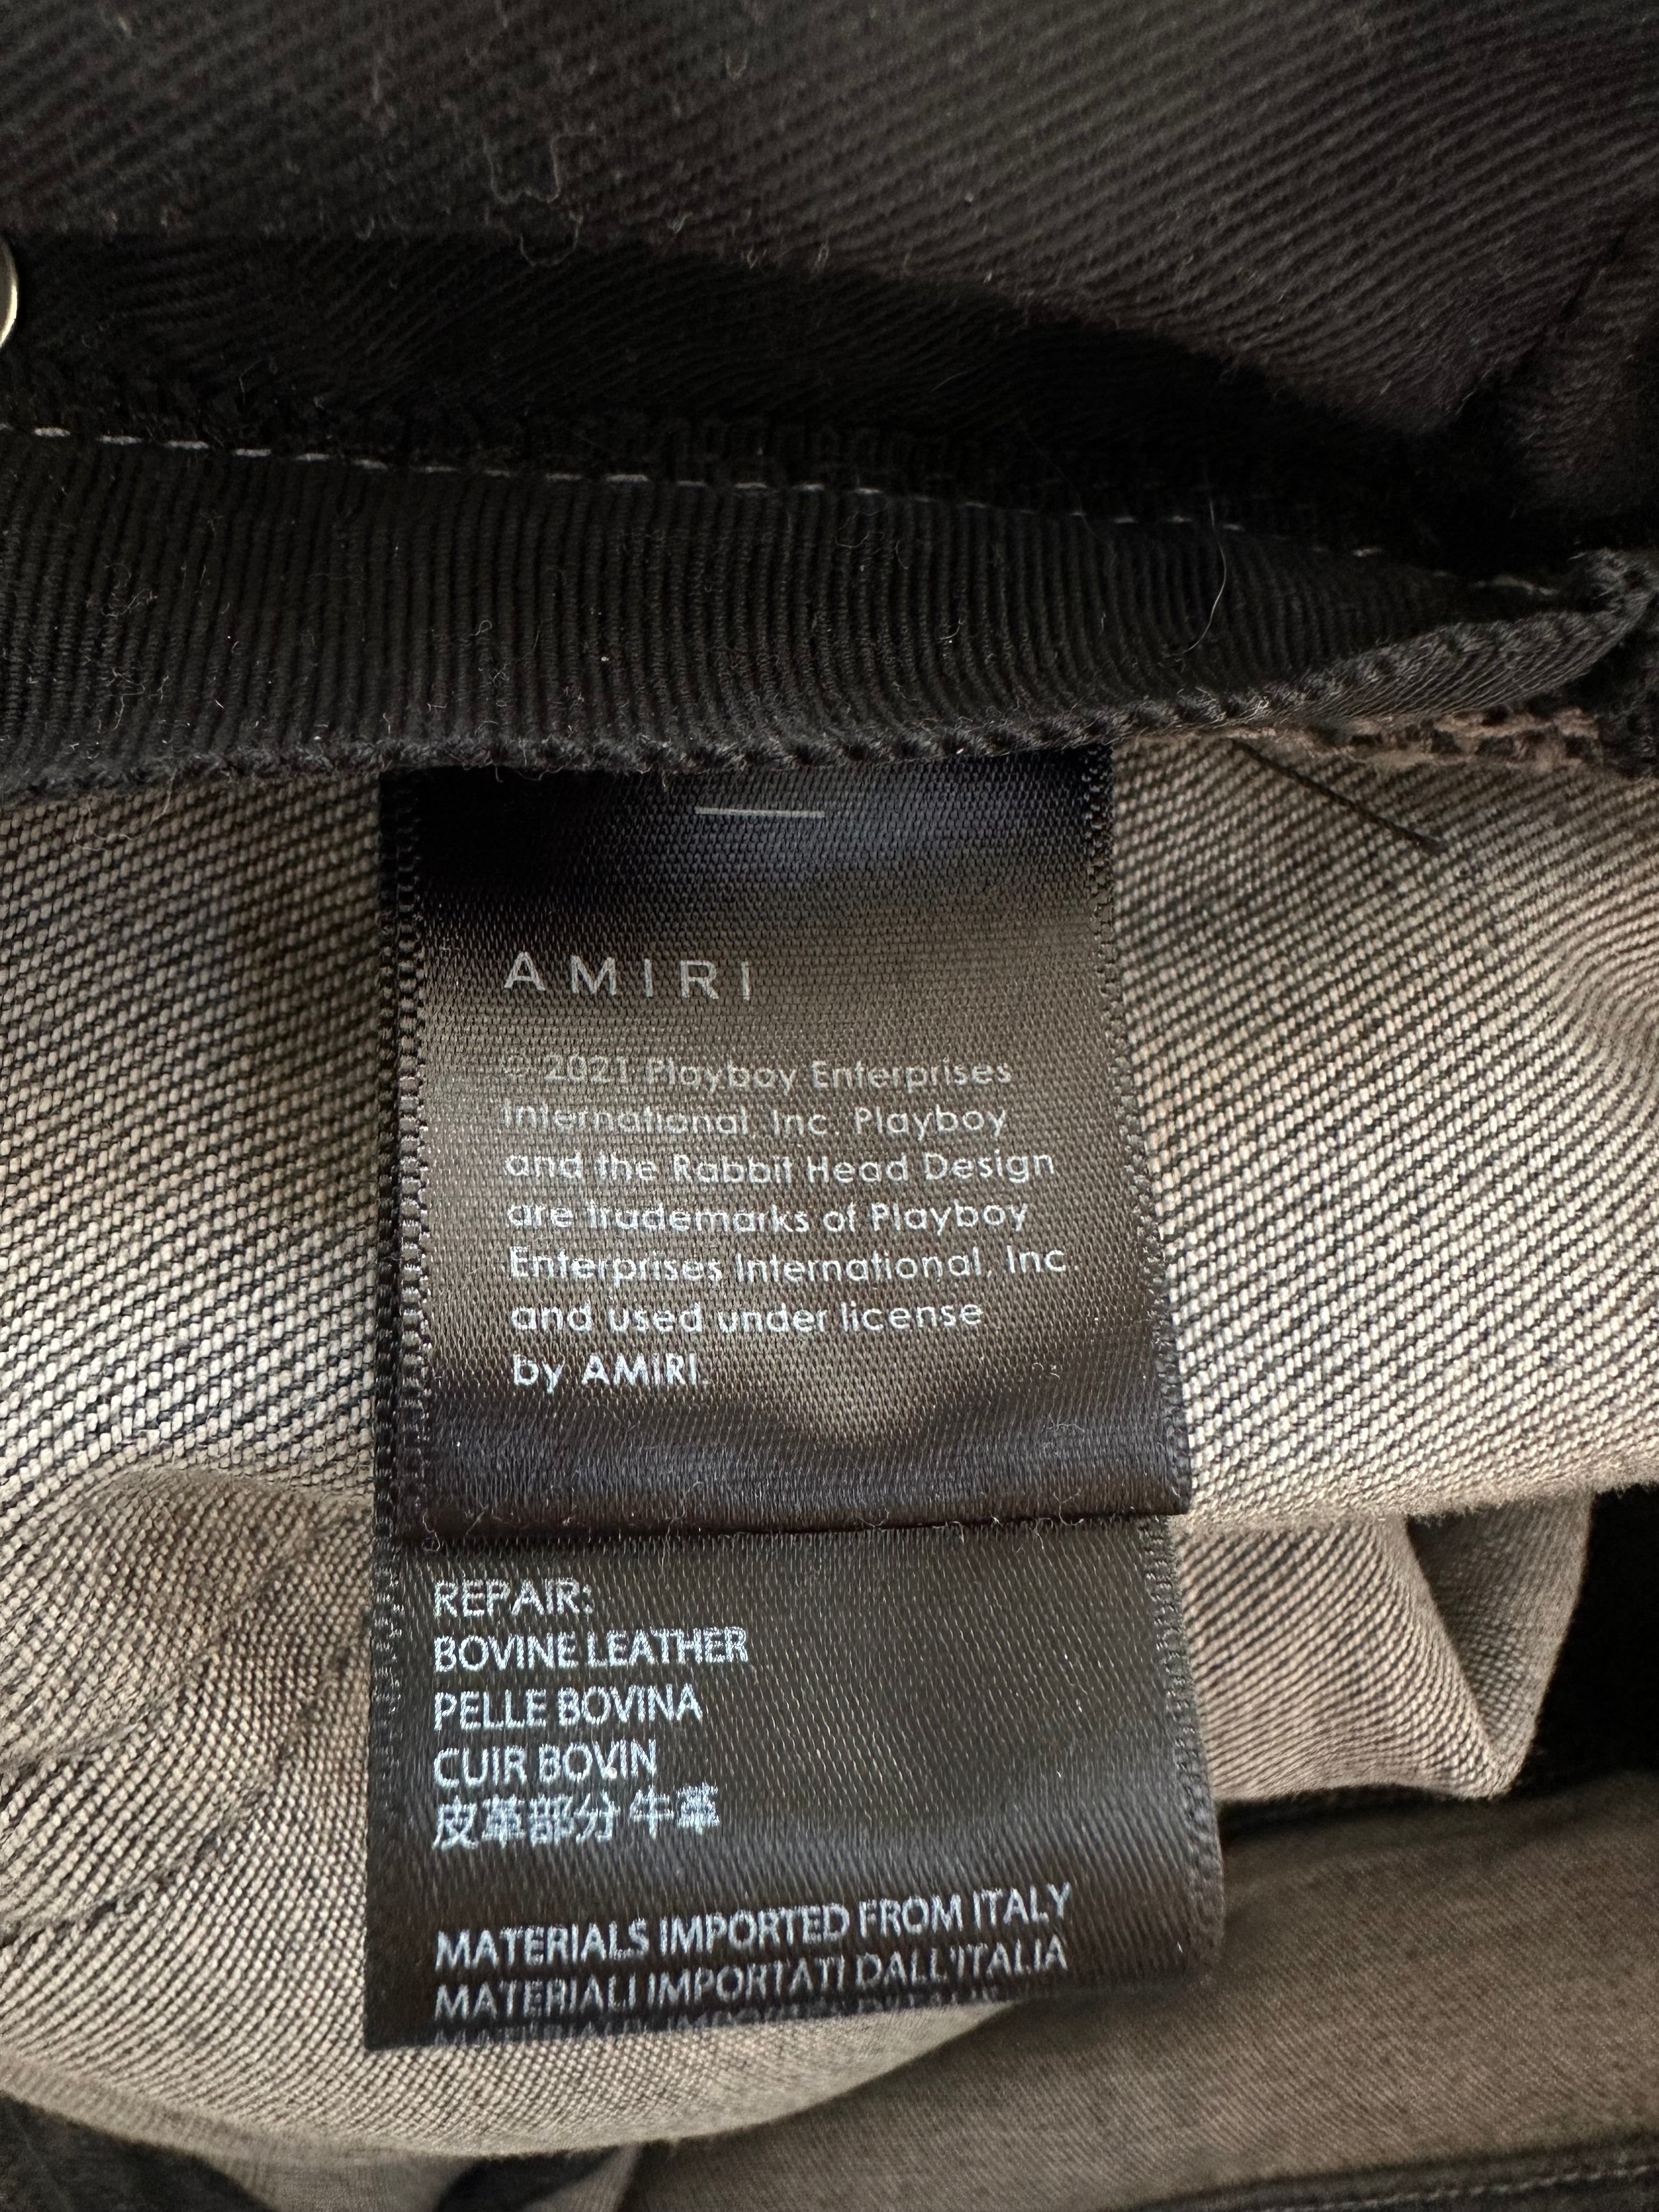 AMIRI
© 2021 Playboy Enterprises
International, Inc. Playboy
and the Rabbit Head Design
are trademarks of Playboy
Enterprises International, Inc
and used under license
by AMIRI
REPAIR:
BOVINE LEATHER
PELLE BOVINA
CUIR BOVIN
皮革部分牛革
MATERIALS IMPORTED FROM ITALY
MATERIALI IMPORTATI DALL'ITALIA